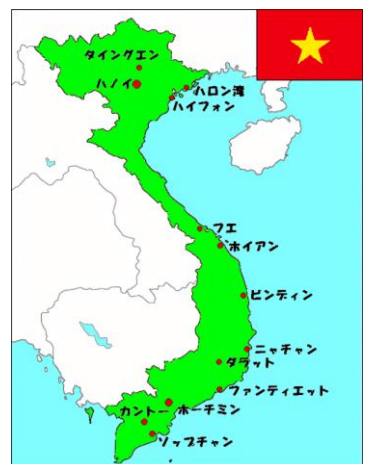 タイングエン
ハノイ
ハロン湾
ハイフォン
フエ
ホイアン
ビンディン
ニャチャン
ダラット
ファンティエット
カントー
ホーチミン
ソップチャン